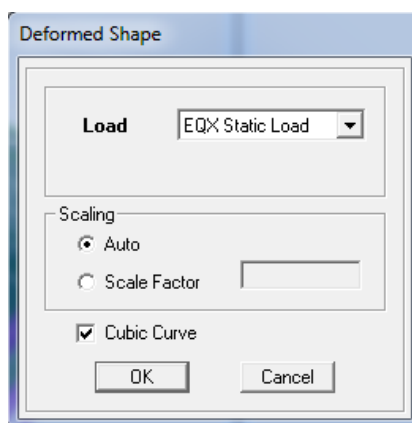 Deformed Shape
Load EQX Static Load
Scaling
Auto
Scale Factor
Cubic Curve
OK Cancel